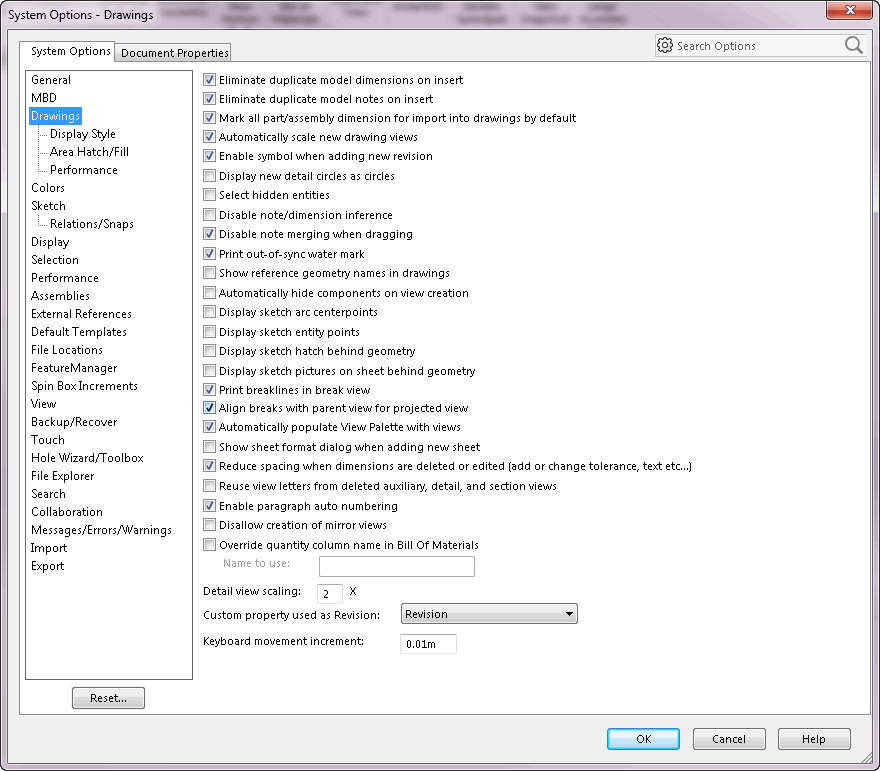 System Options - Drawings
System Options
Document Properties
Search Options
General
MBD
Drawings
Display Style
Area Hatch/Fill
Performance
Colors
Sketch
Relations/Snaps
Display
Selection
Performance
Assemblies
External References
Default Templates
File Locations
FeatureManager
Spin Box Increments
View
Backup/Recover
Touch
Hole Wizard/Toolbox
File Explorer
Search
Collaboration
Messages/Errors/Warnings
Import
Export
Reset...
Eliminate duplicate model dimensions on insert
Eliminate duplicate model notes on insert
Mark all part/assembly dimension for import into drawings by default
Automatically scale new drawing views
Enable symbol when adding new revision
Display new detail circles as circles
Select hidden entities
Disable note/dimension inference
Disable note merging when dragging
Print out-of-sync water mark
Show reference geometry names in drawings
Automatically hide components on view creation
Display sketch arc centerpoints
Display sketch entity points
Display sketch hatch behind geometry
Display sketch pictures on sheet behind geometry
Print breaklines in break view
Align breaks with parent view for projected view
Automatically populate View Palette with views
Show sheet format dialog when adding new sheet
Reduce spacing when dimensions are deleted or edited (add or change tolerance, text etc...)
Reuse view letters from deleted auxiliary, detail, and section views
Enable paragraph auto numbering
Disallow creation of mirror views
Override quantity column name in Bill Of Materials
Name to use:
Detail view scaling: 2 X
Custom property used as Revision: Revision
Keyboard movement increment: 0.01m
OK
Cancel
Help